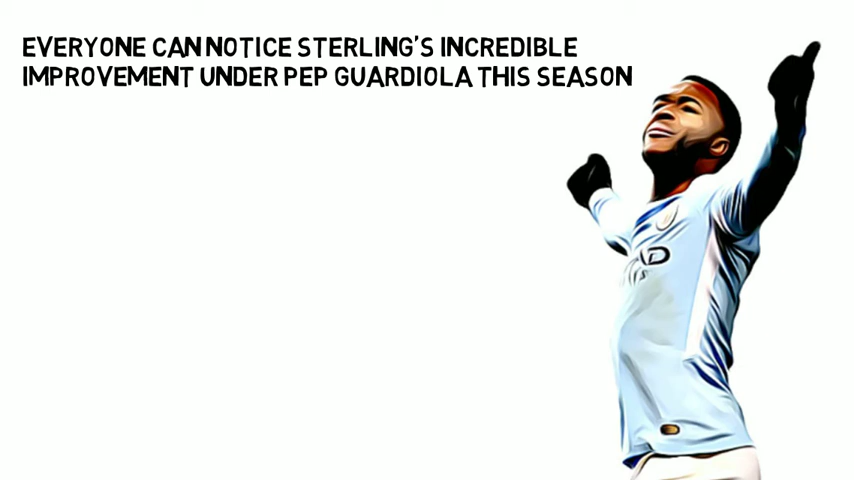 EVERYONE CAN NOTICE STERLING'S INCREDIBLE
IMPROVEMENT UNDER PEP GUARDIOLA THIS SEASON